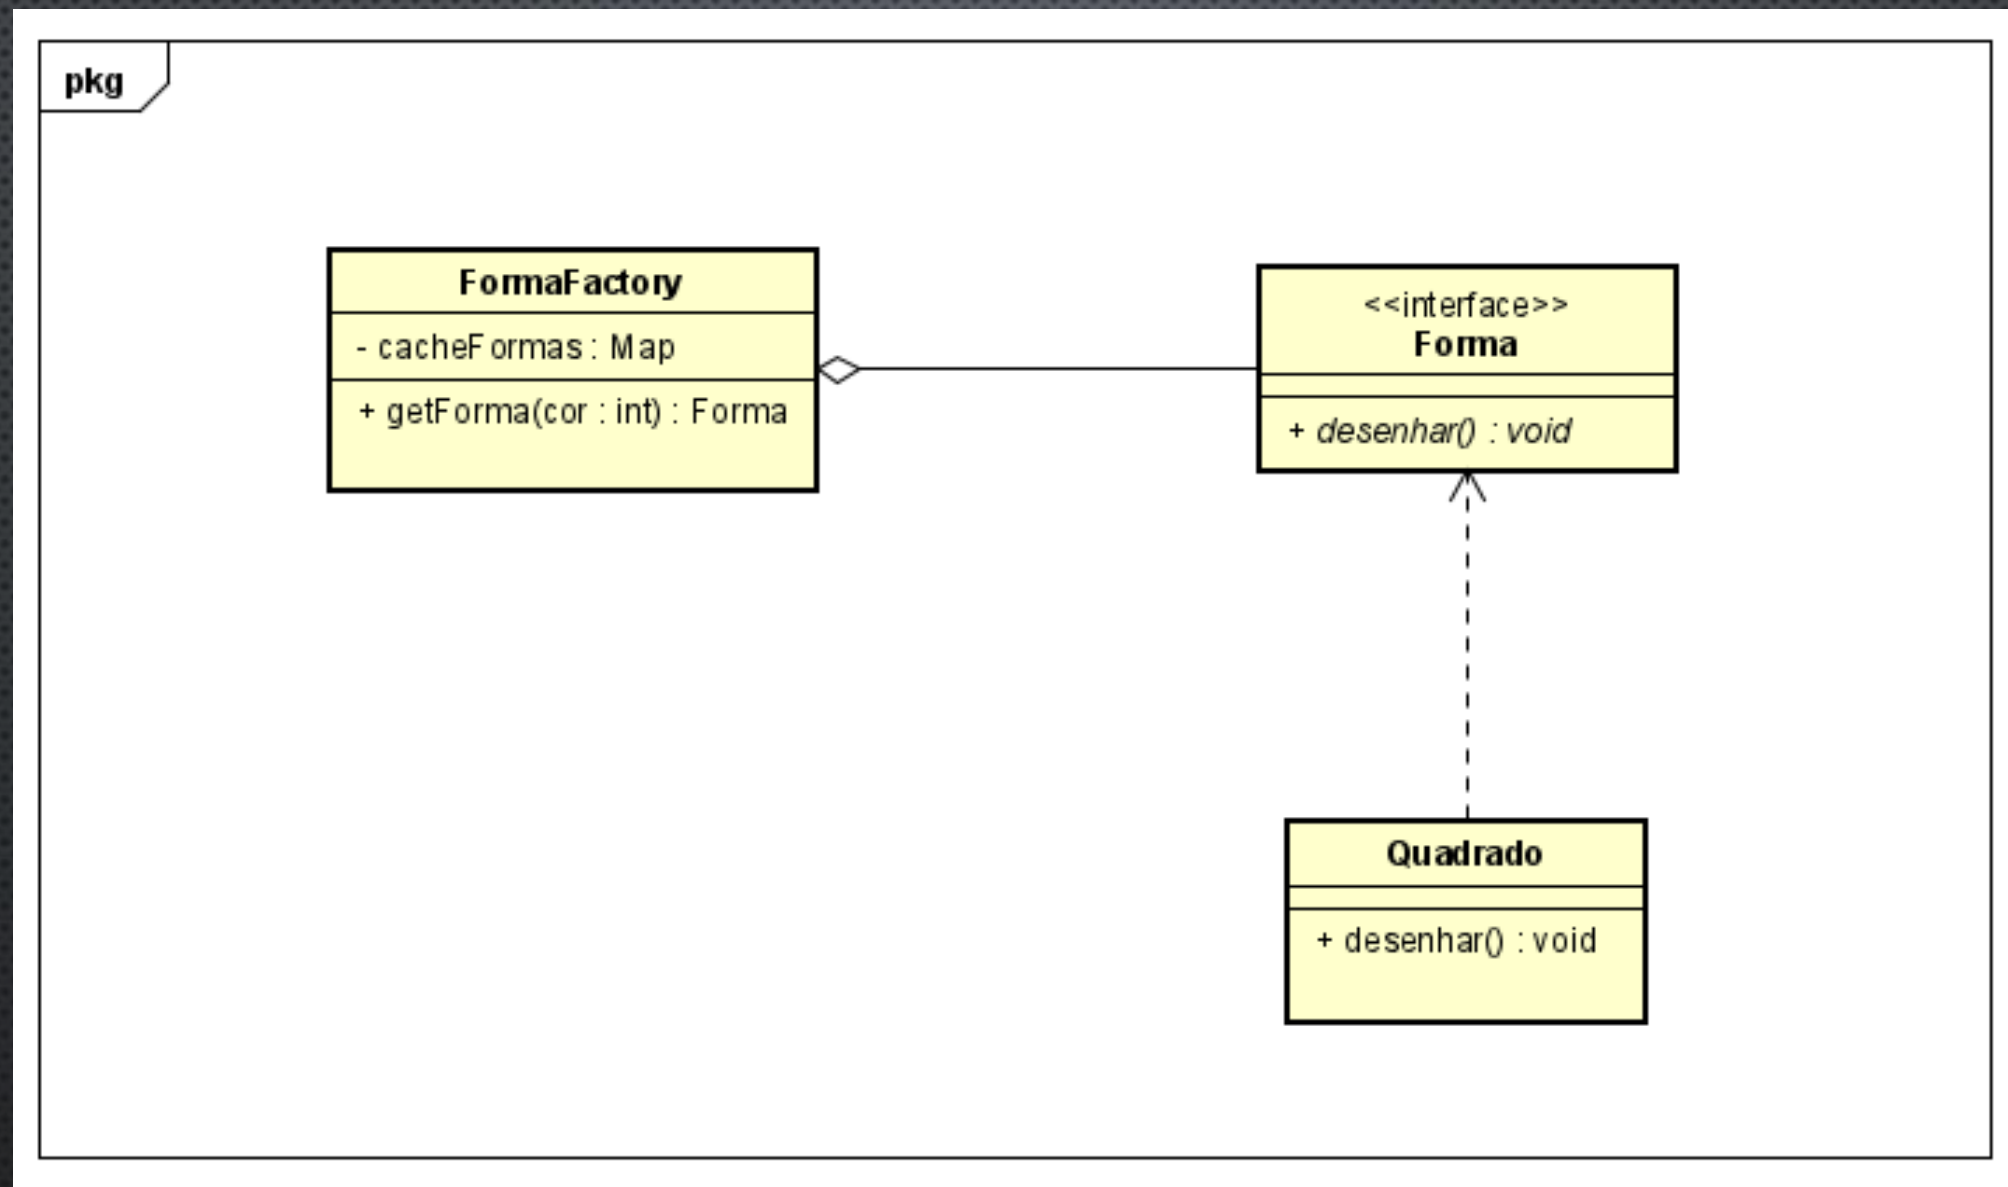 pkg
FormaFactory
- cacheFormas : Map
+ getForma(cor : int) : Forma
<<interface>>
Forma
+ desenhar() : void
Quadrado
+ desenhar() : void